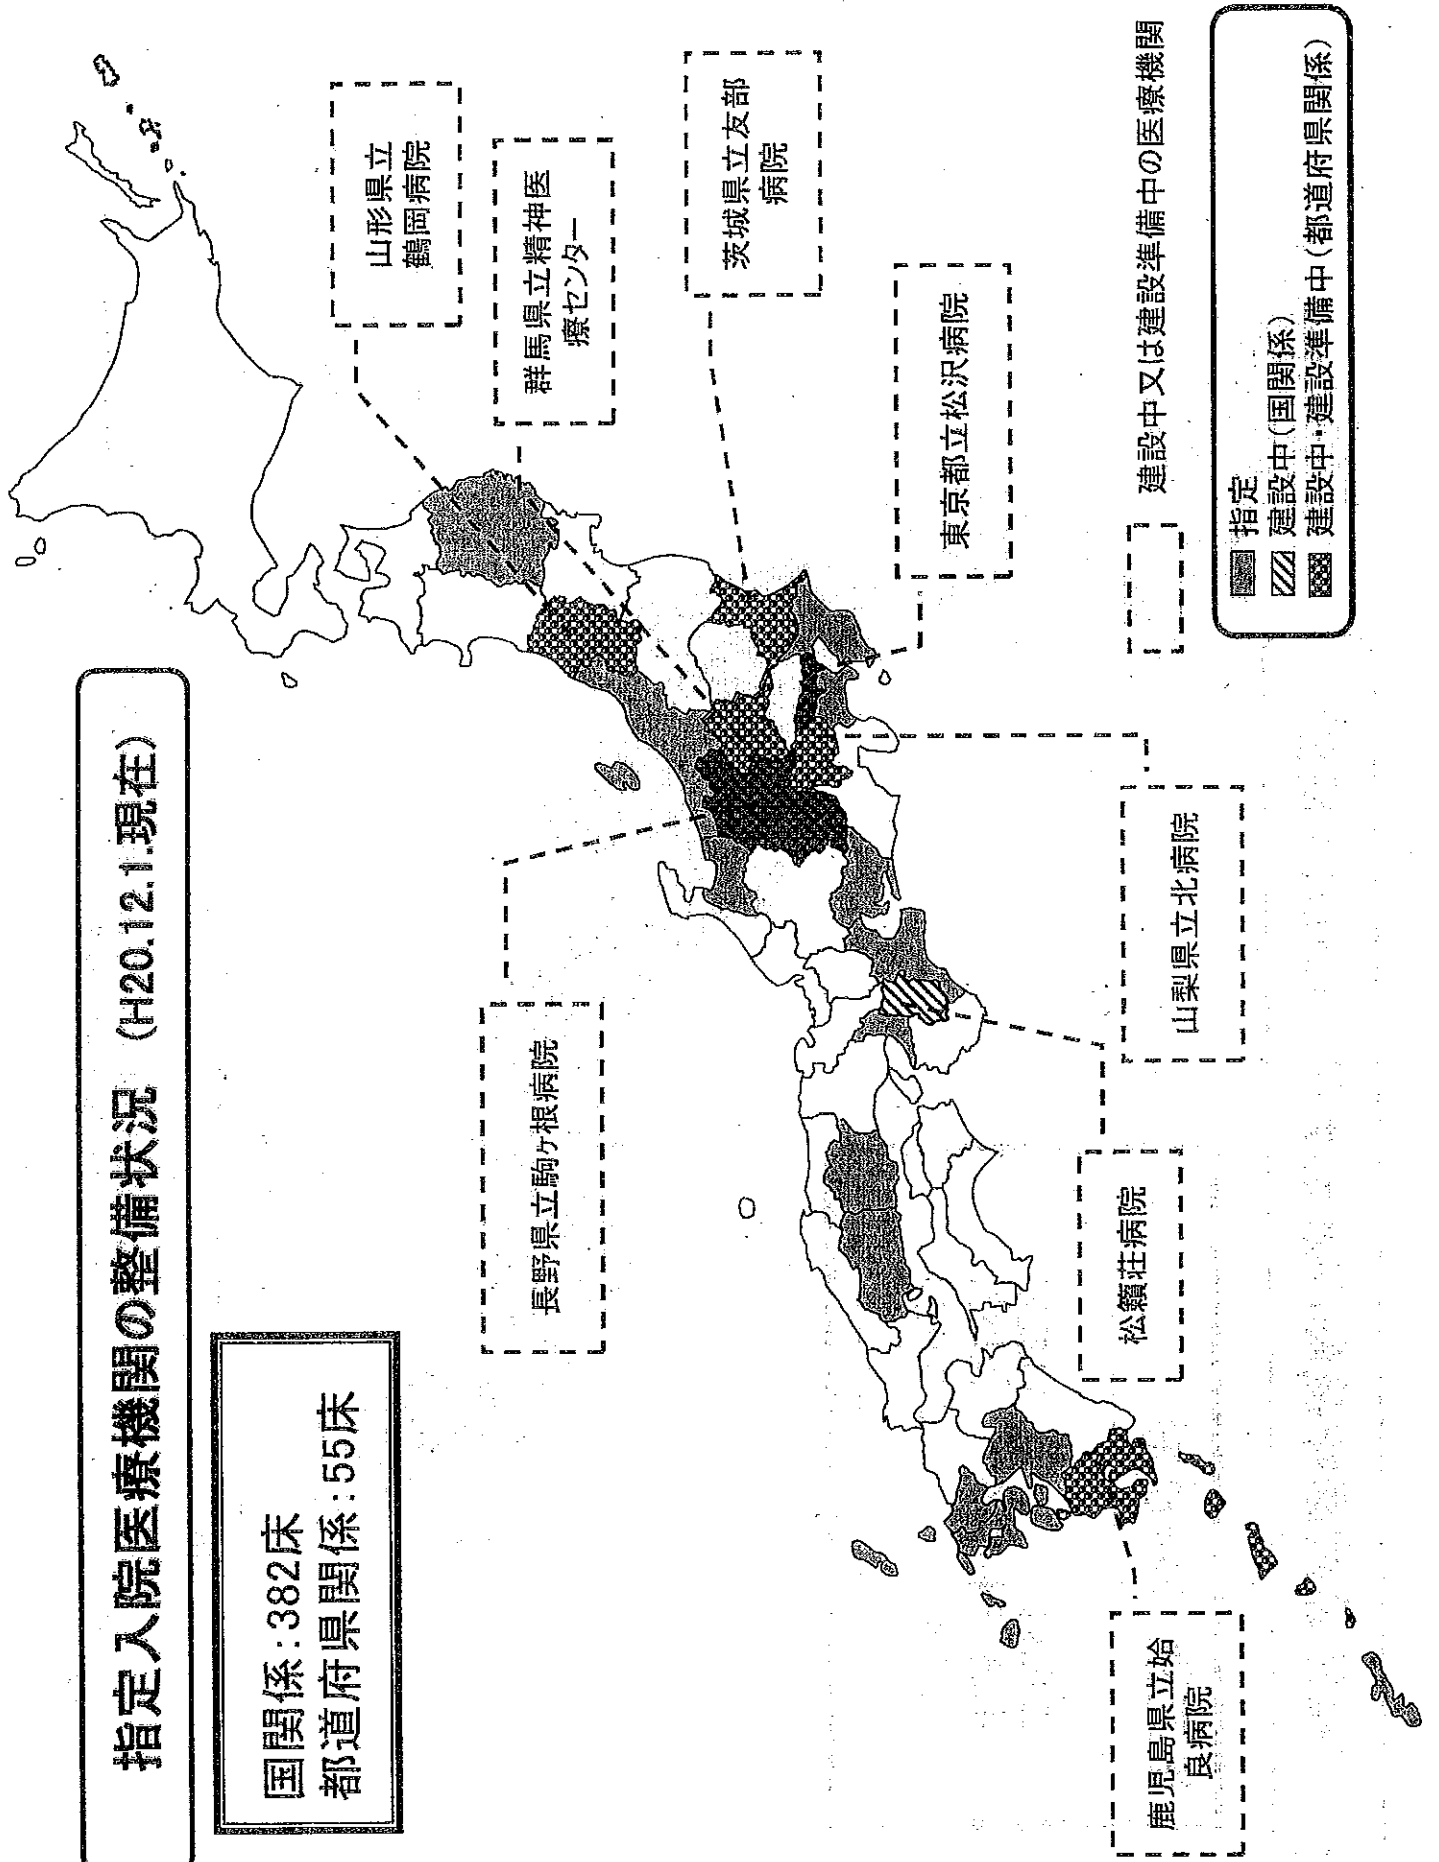 指定入院医療機関の整備状況 (H20.12.1.現在)
国関係:382床
都道府県関係:55床
山形県立
鶴岡病院
群馬県立精神医
療センター
茨城県立友部
病院
東京都立松沢病院
長野県立駒ヶ根病院
山梨県立北病院
松籟荘病院
鹿児島県立姶
良病院
建設中又は建設準備中の医療機関
指定
建設中(国関係)
建設中・建設準備中(都道府県関係)